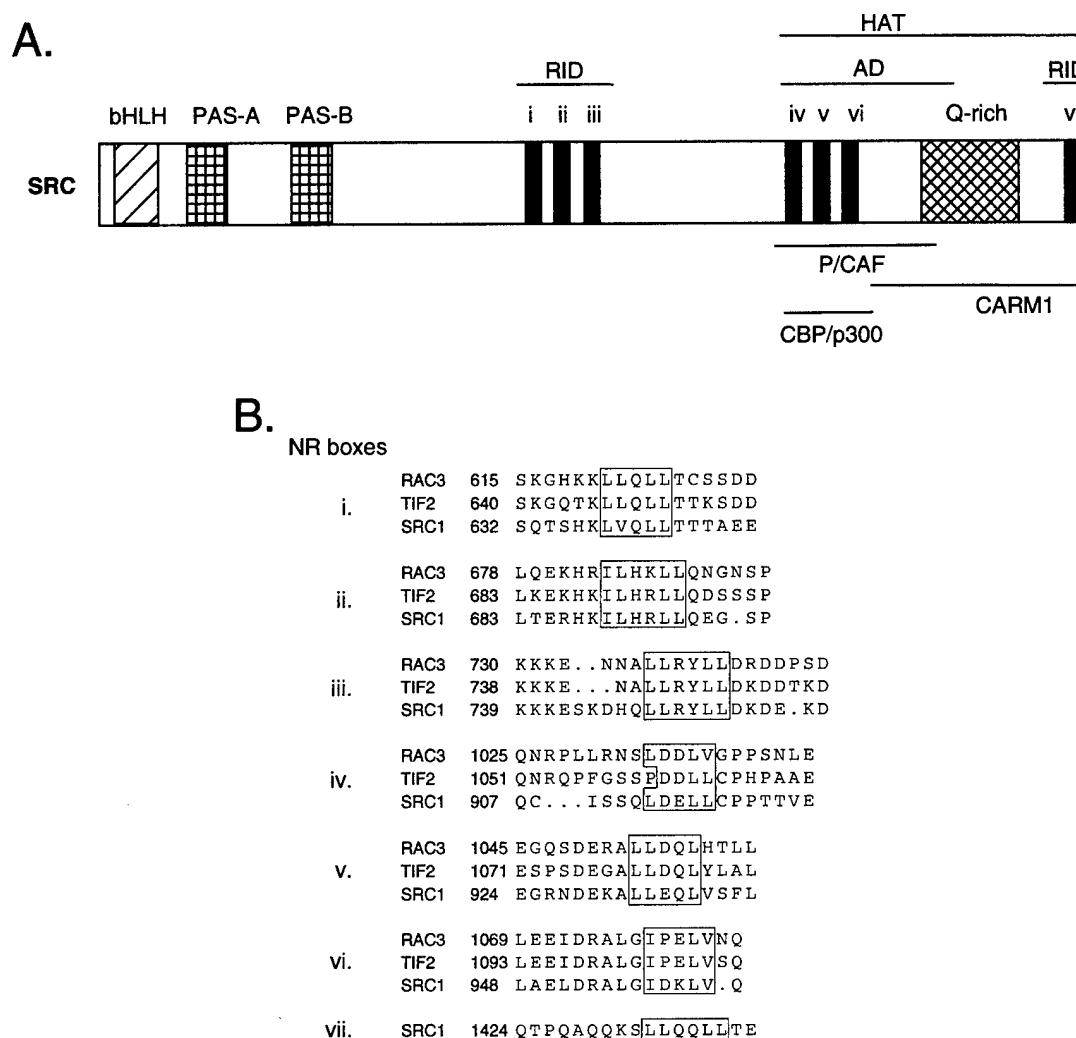 A.
HAT
RID AD RID
bHLH PAS-A PAS-B i ii iii iv v vi Q-rich v
SRC
P/CAF
CARM1
CBP/p300
B.
NR boxes
RAC3 615 SKGHKKLLQLLTCSSDD
i. TIF2 640 SKGQTKLLQLLTTKSDD
SRC1 632 SQTSHKLVQLLTTTAEE
RAC3 678 LQEKHRILHKLLQNGNSP
ii. TIF2 683 LKEKHKILHRLLQDSSSP
SRC1 683 LTERHKILHRLLQEG.SP
RAC3 730 KKKE..NNALLRYLLDRDDPSD
iii. TIF2 738 KKKE...NALLRYLLDKDDTKD
SRC1 739 KKKESKDHQLLRYLLDKDE.KD
RAC3 1025 QNRPLLRNSLDDLVGPPSNLE
iv. TIF2 1051 QNRQPFGSSPDDLLCPHPAAE
SRC1 907 QC...ISSQLDELLCPPTTVE
RAC3 1045 EGQSDERALLDQLHTLL
v. TIF2 1071 ESPSDEGALLDQLYLAL
SRC1 924 EGRNDEKALLEQLVSFL
RAC3 1069 LEEIDRALGIPELVNQ
vi. TIF2 1093 LEEIDRALGIPELVSQ
SRC1 948 LAELDRALGIDKLV.Q
vii. SRC1 1424 QTPQAQQKSLLQQLLTE